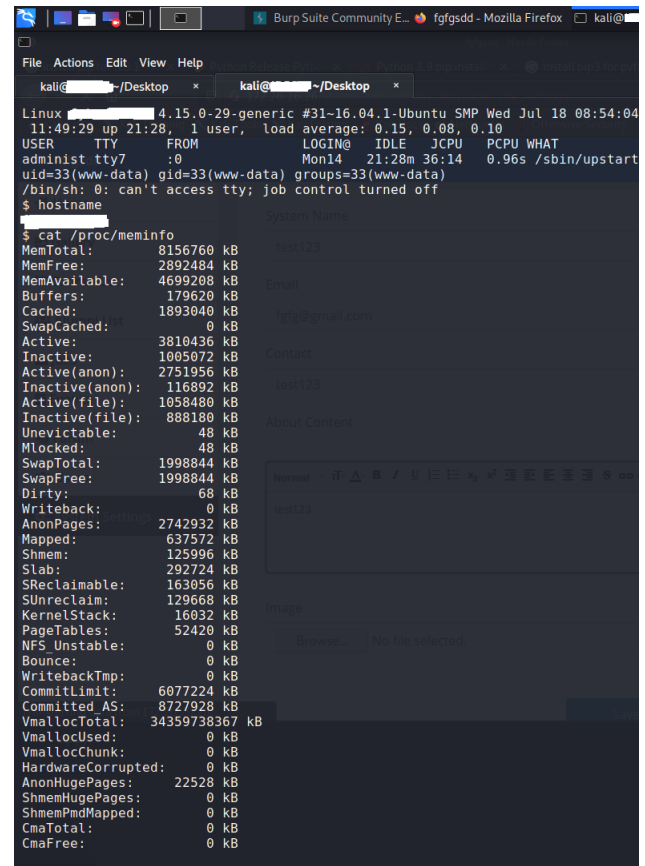 Burp Suite Community E...
fgfgsdd - Mozilla Firefox
kali@
File Actions Edit View Help
kali@ ~/Desktop ×
kali@ ~/Desktop ×
Linux 4.15.0-29-generic #31~16.04.1-Ubuntu SMP Wed Jul 18 08:54:04
11:49:29 up 21:28, 1 user, load average: 0.15, 0.08, 0.10
USER TTY FROM LOGIN@ IDLE JCPU PCPU WHAT
administ tty7 :0 Mon14 21:28m 36:14 0.96s /sbin/upstart
uid=33(www-data) gid=33(www-data) groups=33(www-data)
/bin/sh: 0: can't access tty; job control turned off
$ hostname
$ cat /proc/meminfo
MemTotal: 8156760 kB
MemFree: 2892484 kB
MemAvailable: 4699208 kB
Buffers: 179620 kB
Cached: 1893040 kB
SwapCached: 0 kB
Active: 3810436 kB
Inactive: 1005072 kB
Active(anon): 2751956 kB
Inactive(anon): 116892 kB
Active(file): 1058480 kB
Inactive(file): 888180 kB
Unevictable: 48 kB
Mlocked: 48 kB
SwapTotal: 1998844 kB
SwapFree: 1998844 kB
Dirty: 68 kB
Writeback: 0 kB
AnonPages: 2742932 kB
Mapped: 637572 kB
Shmem: 125996 kB
Slab: 292724 kB
SReclaimable: 163056 kB
SUnreclaim: 129668 kB
KernelStack: 16032 kB
PageTables: 52420 kB
NFS_Unstable: 0 kB
Bounce: 0 kB
WritebackTmp: 0 kB
CommitLimit: 6077224 kB
Committed_AS: 8727928 kB
VmallocTotal: 34359738367 kB
VmallocUsed: 0 kB
VmallocChunk: 0 kB
HardwareCorrupted: 0 kB
AnonHugePages: 22528 kB
ShmemHugePages: 0 kB
ShmemPmdMapped: 0 kB
CmaTotal: 0 kB
CmaFree: 0 kB
System Name
test123
Email
fgfg@gmail.com
Contact
test123
About Content
Normal
test123
Settings
Image
Browse... No file selected.